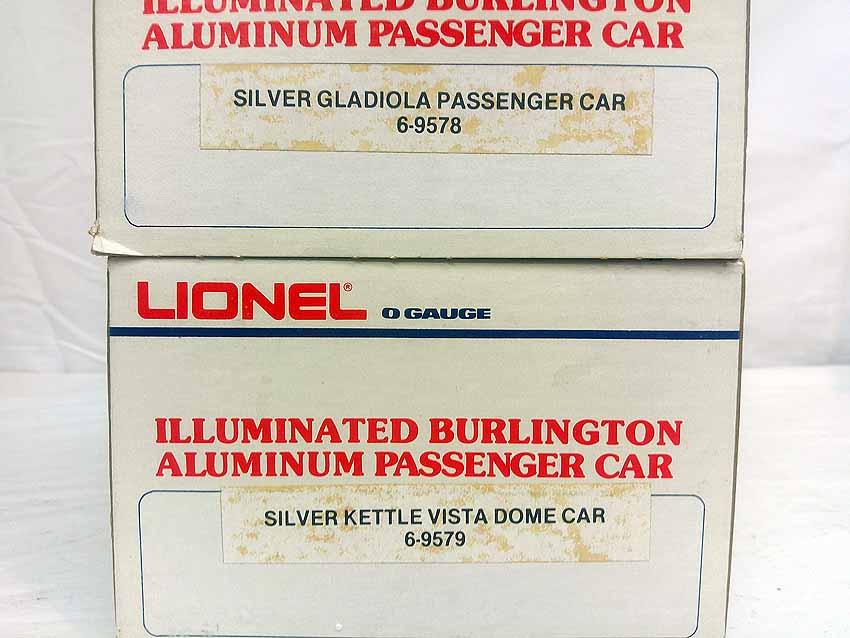 ILLUMINATED BURLINGTON
ALUMINUM PASSENGER CAR
SILVER GLADIOLA PASSENGER CAR
6-9578
LIONEL® O GAUGE
ILLUMINATED BURLINGTON
ALUMINUM PASSENGER CAR
SILVER KETTLE VISTA DOME CAR
6-9579